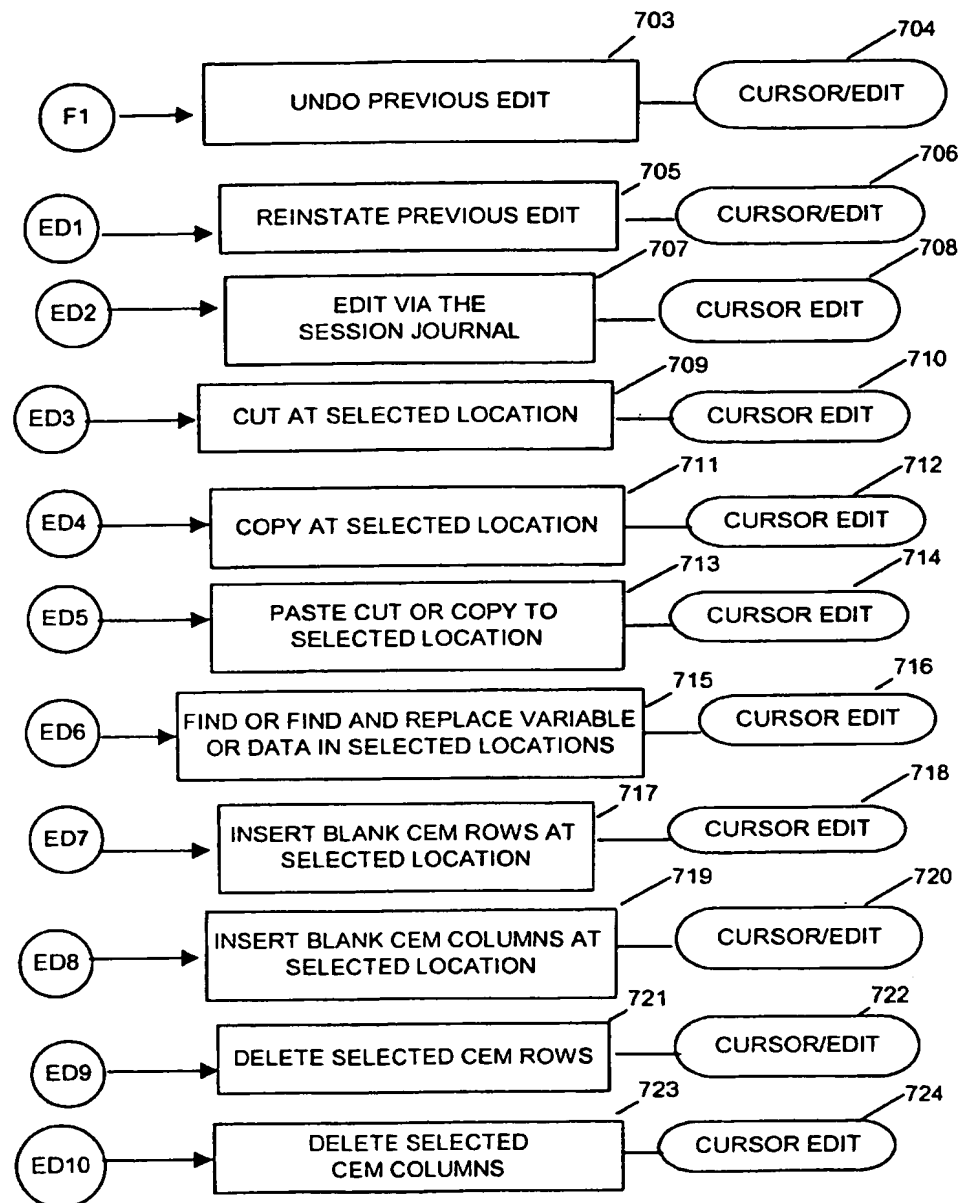 703
704
F1
UNDO PREVIOUS EDIT
CURSOR/EDIT
705
706
ED1
REINSTATE PREVIOUS EDIT
CURSOR/EDIT
707
708
ED2
EDIT VIA THE
SESSION JOURNAL
CURSOR EDIT
709
710
ED3
CUT AT SELECTED LOCATION
CURSOR EDIT
711
712
ED4
COPY AT SELECTED LOCATION
CURSOR EDIT
713
714
ED5
PASTE CUT OR COPY TO
SELECTED LOCATION
CURSOR EDIT
715
716
ED6
FIND OR FIND AND REPLACE VARIABLE
OR DATA IN SELECTED LOCATIONS
CURSOR EDIT
717
718
ED7
INSERT BLANK CEM ROWS AT
SELECTED LOCATION
CURSOR EDIT
719
720
ED8
INSERT BLANK CEM COLUMNS AT
SELECTED LOCATION
CURSOR/EDIT
721
722
ED9
DELETE SELECTED CEM ROWS
CURSOR/EDIT
723
724
ED10
DELETE SELECTED
CEM COLUMNS
CURSOR EDIT